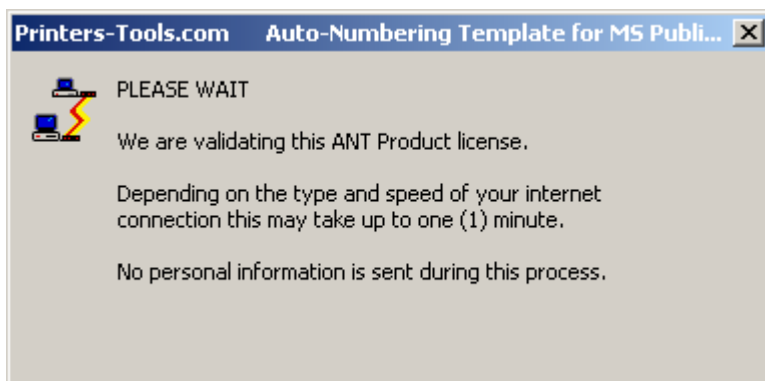 Printers-Tools.com Auto-Numbering Template for MS Publi...
PLEASE WAIT
We are validating this ANT Product license.
Depending on the type and speed of your internet
connection this may take up to one (1) minute.
No personal information is sent during this process.